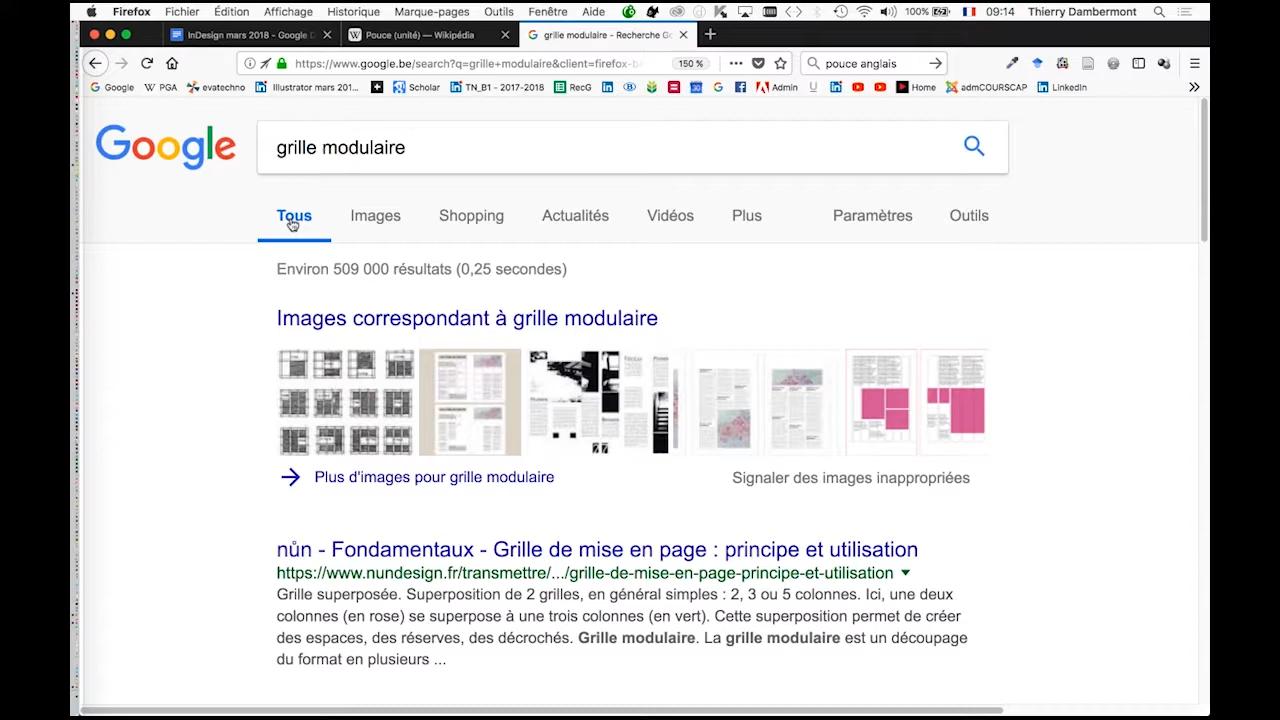 Firefox Fichier Édition Affichage Historique Marque-pages Outils Fenêtre Aide 100% 09:14 Thierry Dambermont
InDesign mars 2018 - Google D Pouce (unité) — Wikipédia grille modulaire - Recherche Go
https://www.google.be/search?q=grille+modulaire&client=firefox-b 150 % pouce anglais
Google PGA evatechno Illustrator mars 201... Scholar TN_B1 - 2017-2018 RecG Admin Home admCOURSCAP LinkedIn
Google grille modulaire
Tous Images Shopping Actualités Vidéos Plus Paramètres Outils
Environ 509 000 résultats (0,25 secondes)
Images correspondant à grille modulaire
Plus d'images pour grille modulaire Signaler des images inappropriées
nůn - Fondamentaux - Grille de mise en page : principe et utilisation
https://www.nundesign.fr/transmettre/.../grille-de-mise-en-page-principe-et-utilisation
Grille superposée. Superposition de 2 grilles, en général simples : 2, 3 ou 5 colonnes. Ici, une deux
colonnes (en rose) se superpose à une trois colonnes (en vert). Cette superposition permet de créer
des espaces, des réserves, des décrochés. Grille modulaire. La grille modulaire est un découpage
du format en plusieurs ...